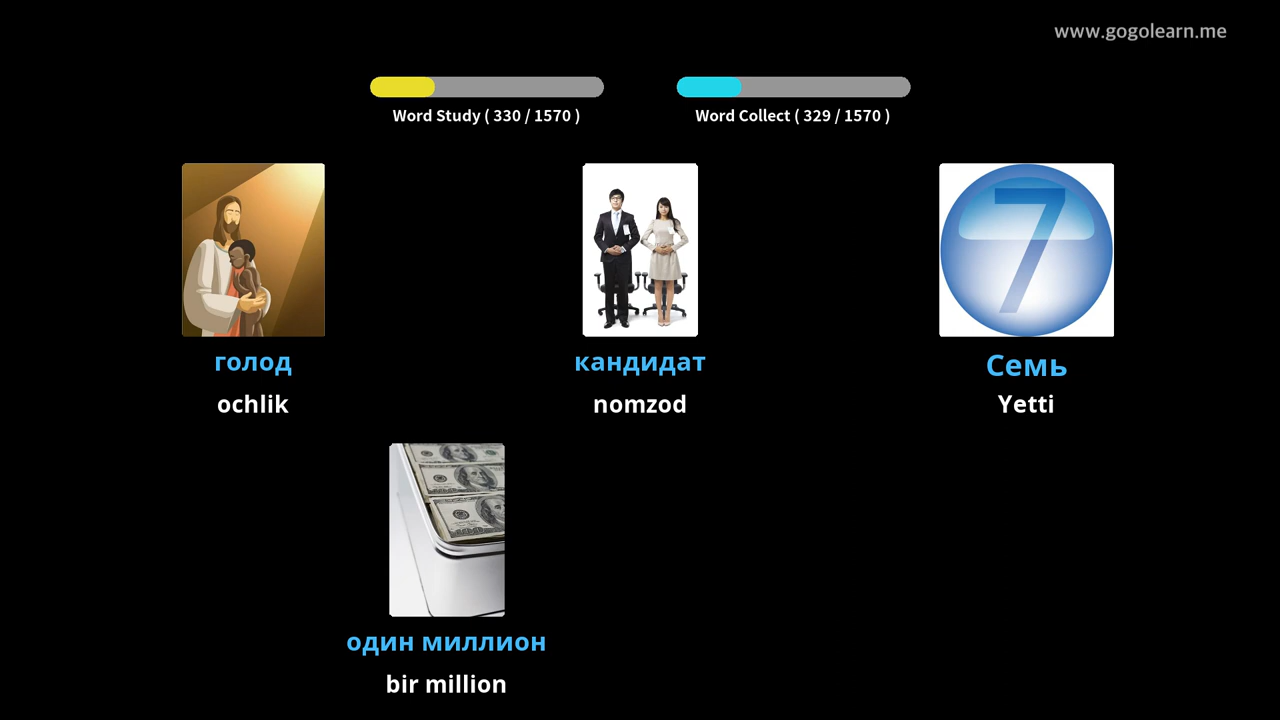 www.gogolearn.me
Word Study ( 330 / 1570 )
Word Collect ( 329 / 1570 )
7
голод
кандидат
Семь
ochlik
nomzod
Yetti
один миллион
bir million